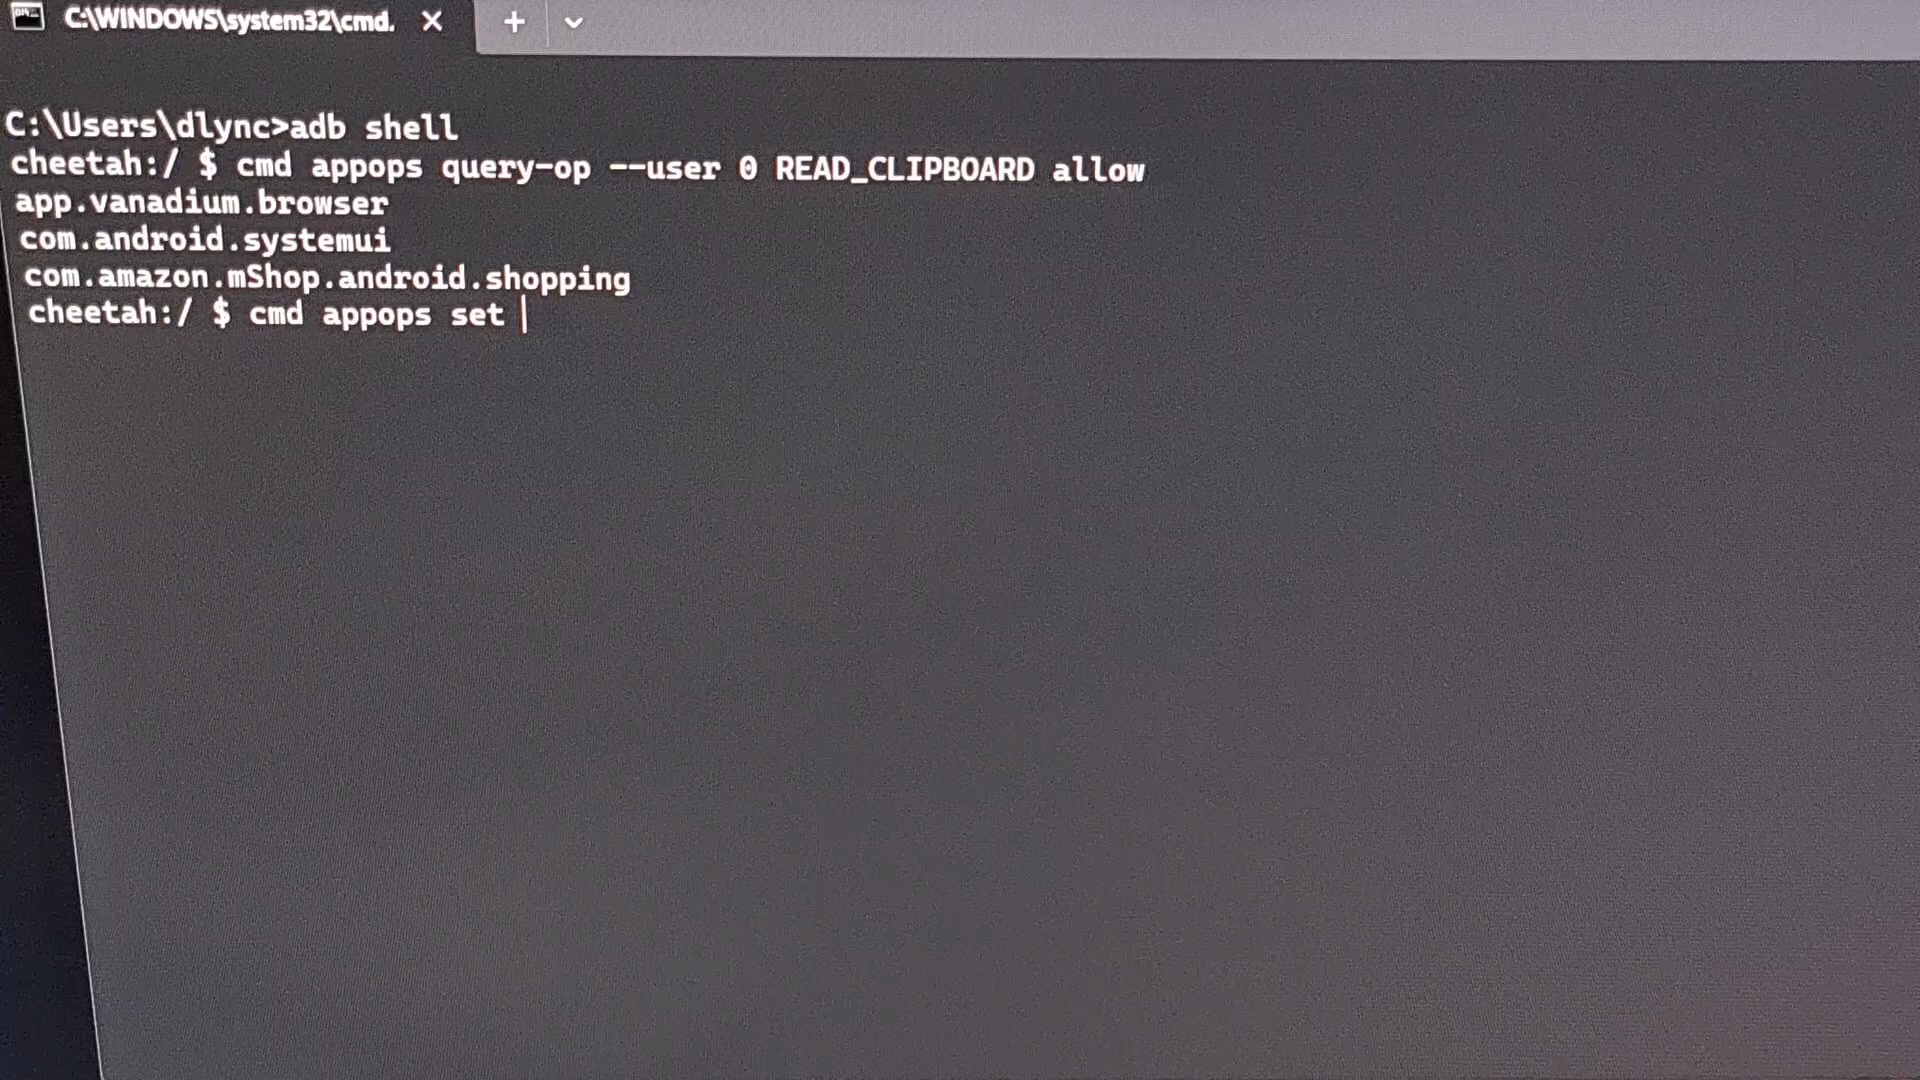 C:\WINDOWS\system32\cmd.
C:\Users\dlync>adb shell
cheetah:/ $ cmd appops query-op --user 0 READ_CLIPBOARD allow
app.vanadium.browser
com.android.systemui
com.amazon.mShop.android.shopping
cheetah:/ $ cmd appops set